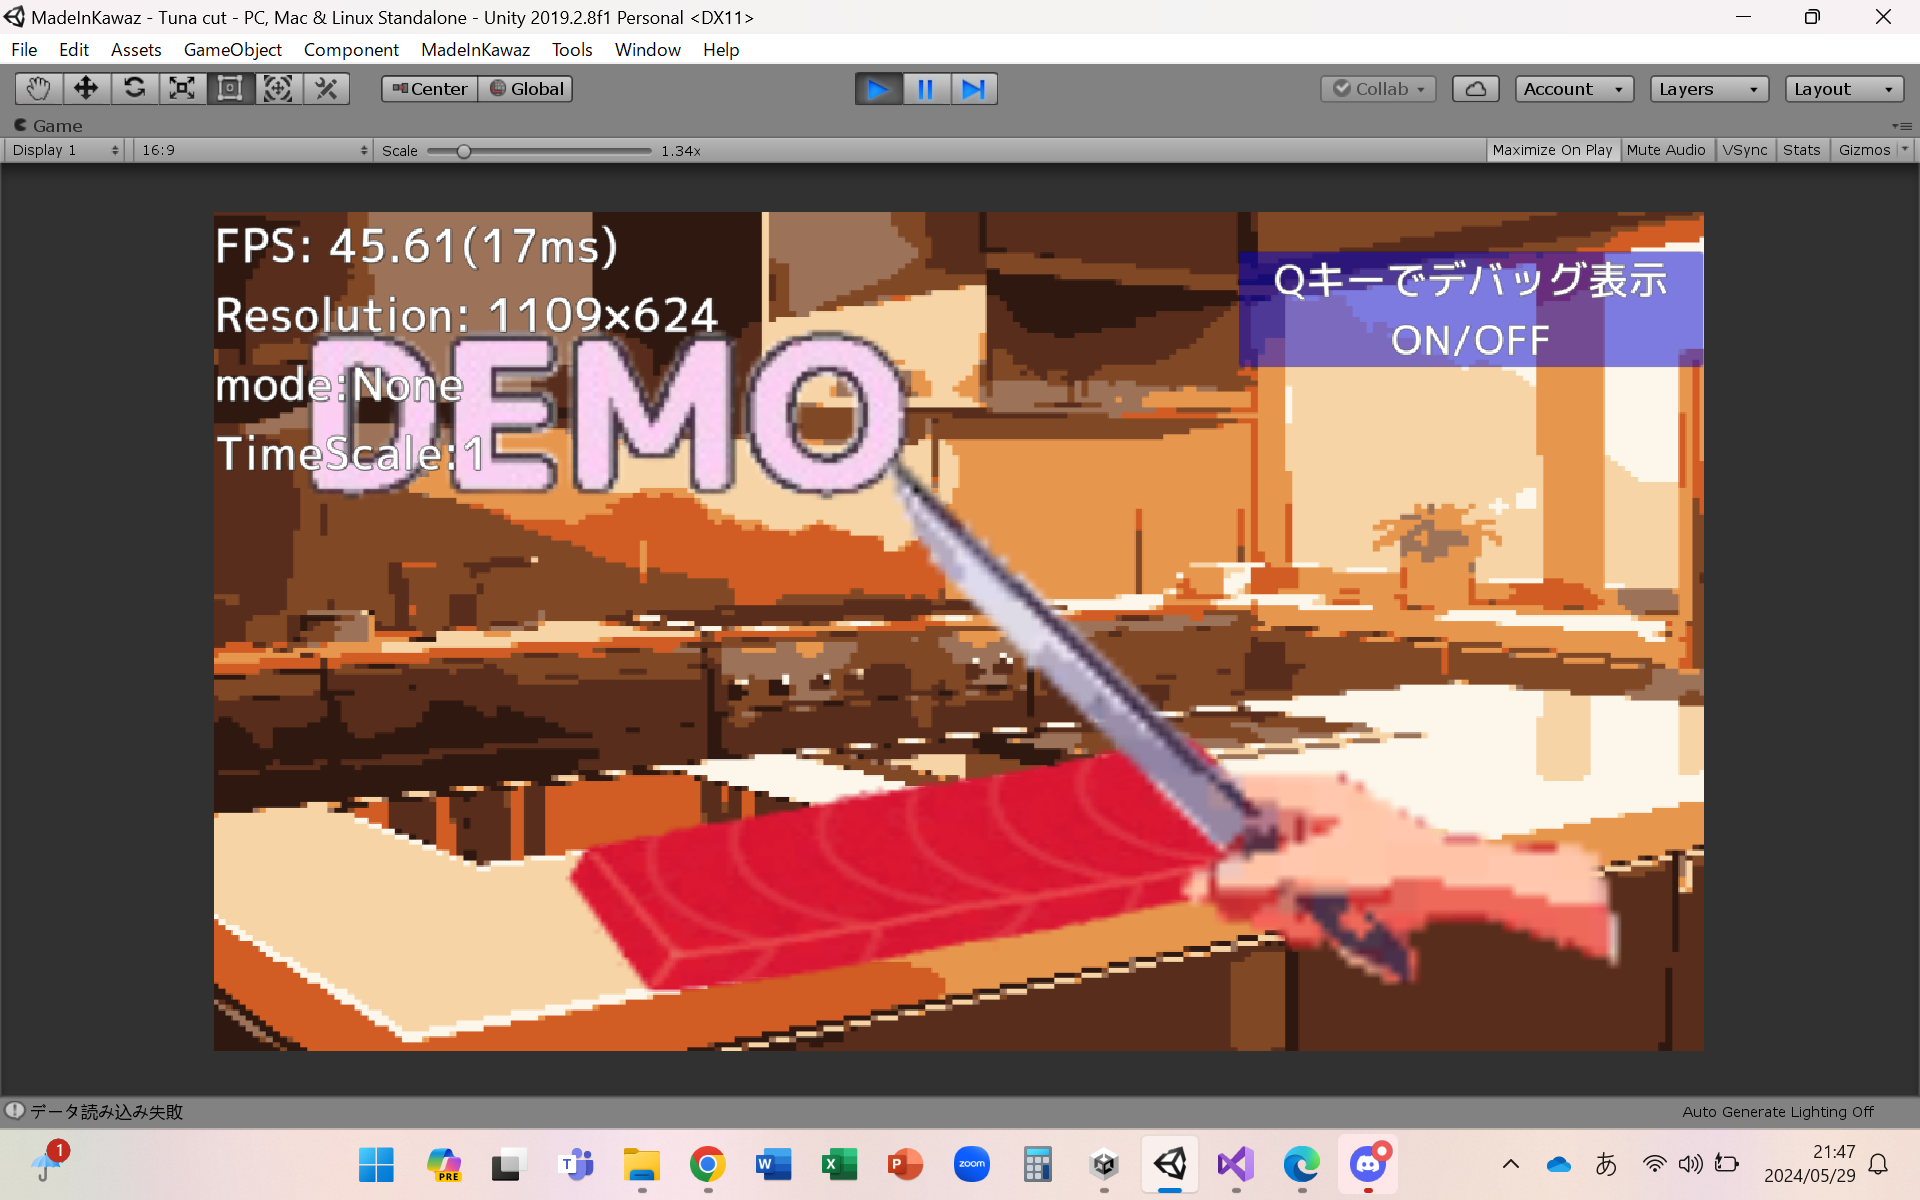 MadeInKawaz - Tuna cut - PC, Mac & Linux Standalone - Unity 2019.2.8f1 Personal <DX11>
File Edit Assets GameObject Component MadeInKawaz Tools Window Help
Center Global Collab Account Layers Layout
Game
Display 1 16:9 Scale 1.34x Maximize On Play Mute Audio VSync Stats Gizmos
FPS: 45.61(17ms)
Qキーでデバッグ表示
ON/OFF
Resolution: 1109×624
DEMO
mode:None
TimeScale:1
データ読み込み失敗
Auto Generate Lighting Off
1
PRE
T
W
X
P
zoom
あ
21:47
2024/05/29